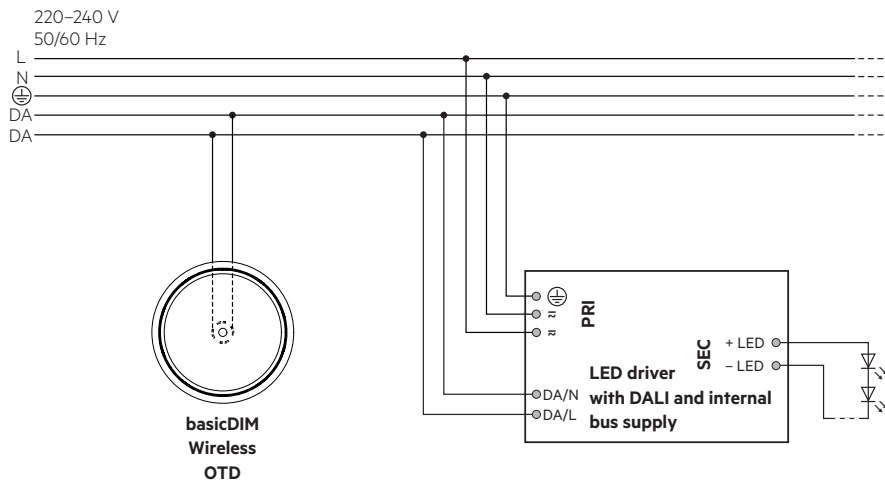 220–240 V
50/60 Hz
L
N
DA
DA
PRI
SEC
+ LED
– LED
LED driver
with DALI and internal
bus supply
DA/N
DA/L
basicDIM
Wireless
OTD